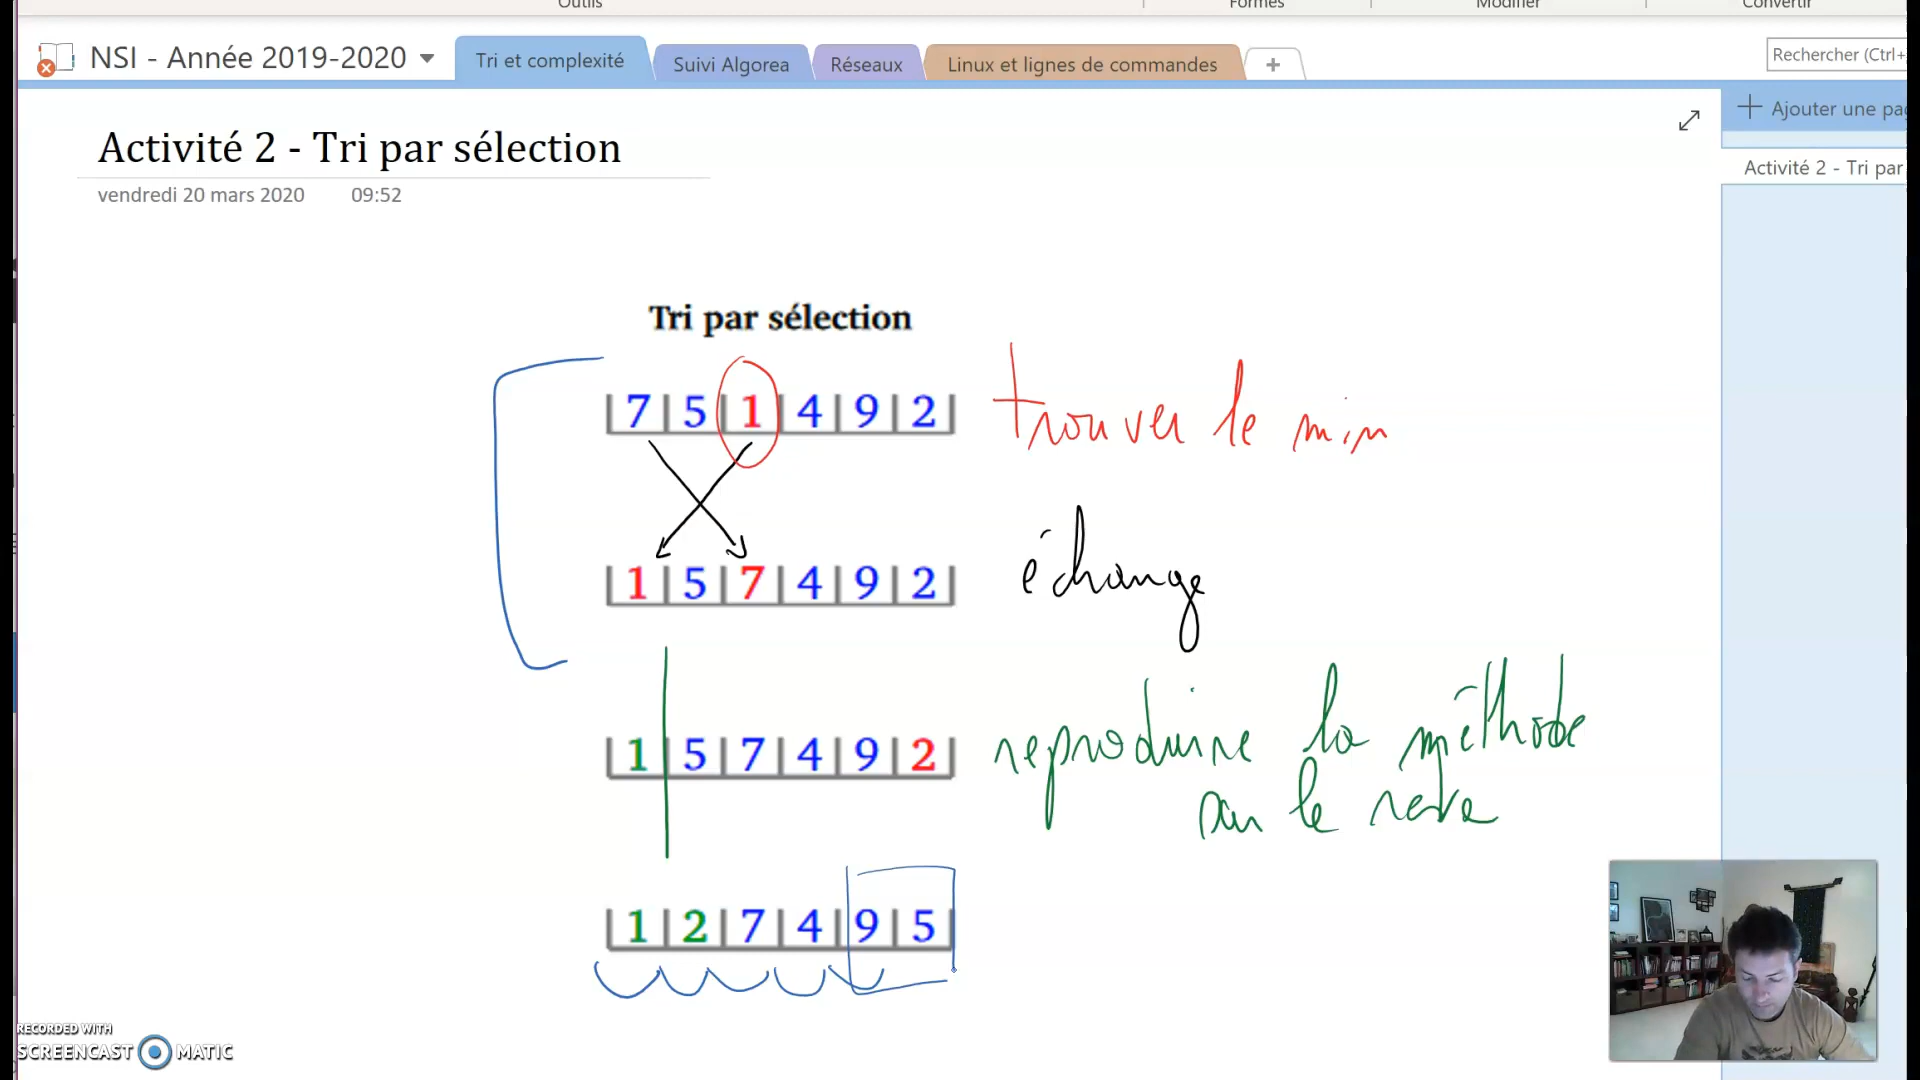 Outils Formes Modifier Convertir
NSI - Année 2019-2020 Tri et complexité Suivi Algorea Réseaux Linux et lignes de commandes + Rechercher (Ctrl+
Ajouter une pag
Activité 2 - Tri par sélection
Activité 2 - Tri par
vendredi 20 mars 2020 09:52
Tri par sélection
7 5 1 4 9 2 trouver le min
1 5 7 4 9 2 échange
1 5 7 4 9 2 reproduire la méthode
sur le reste
1 2 7 4 9 5
RECORDED WITH
SCREENCAST MATIC